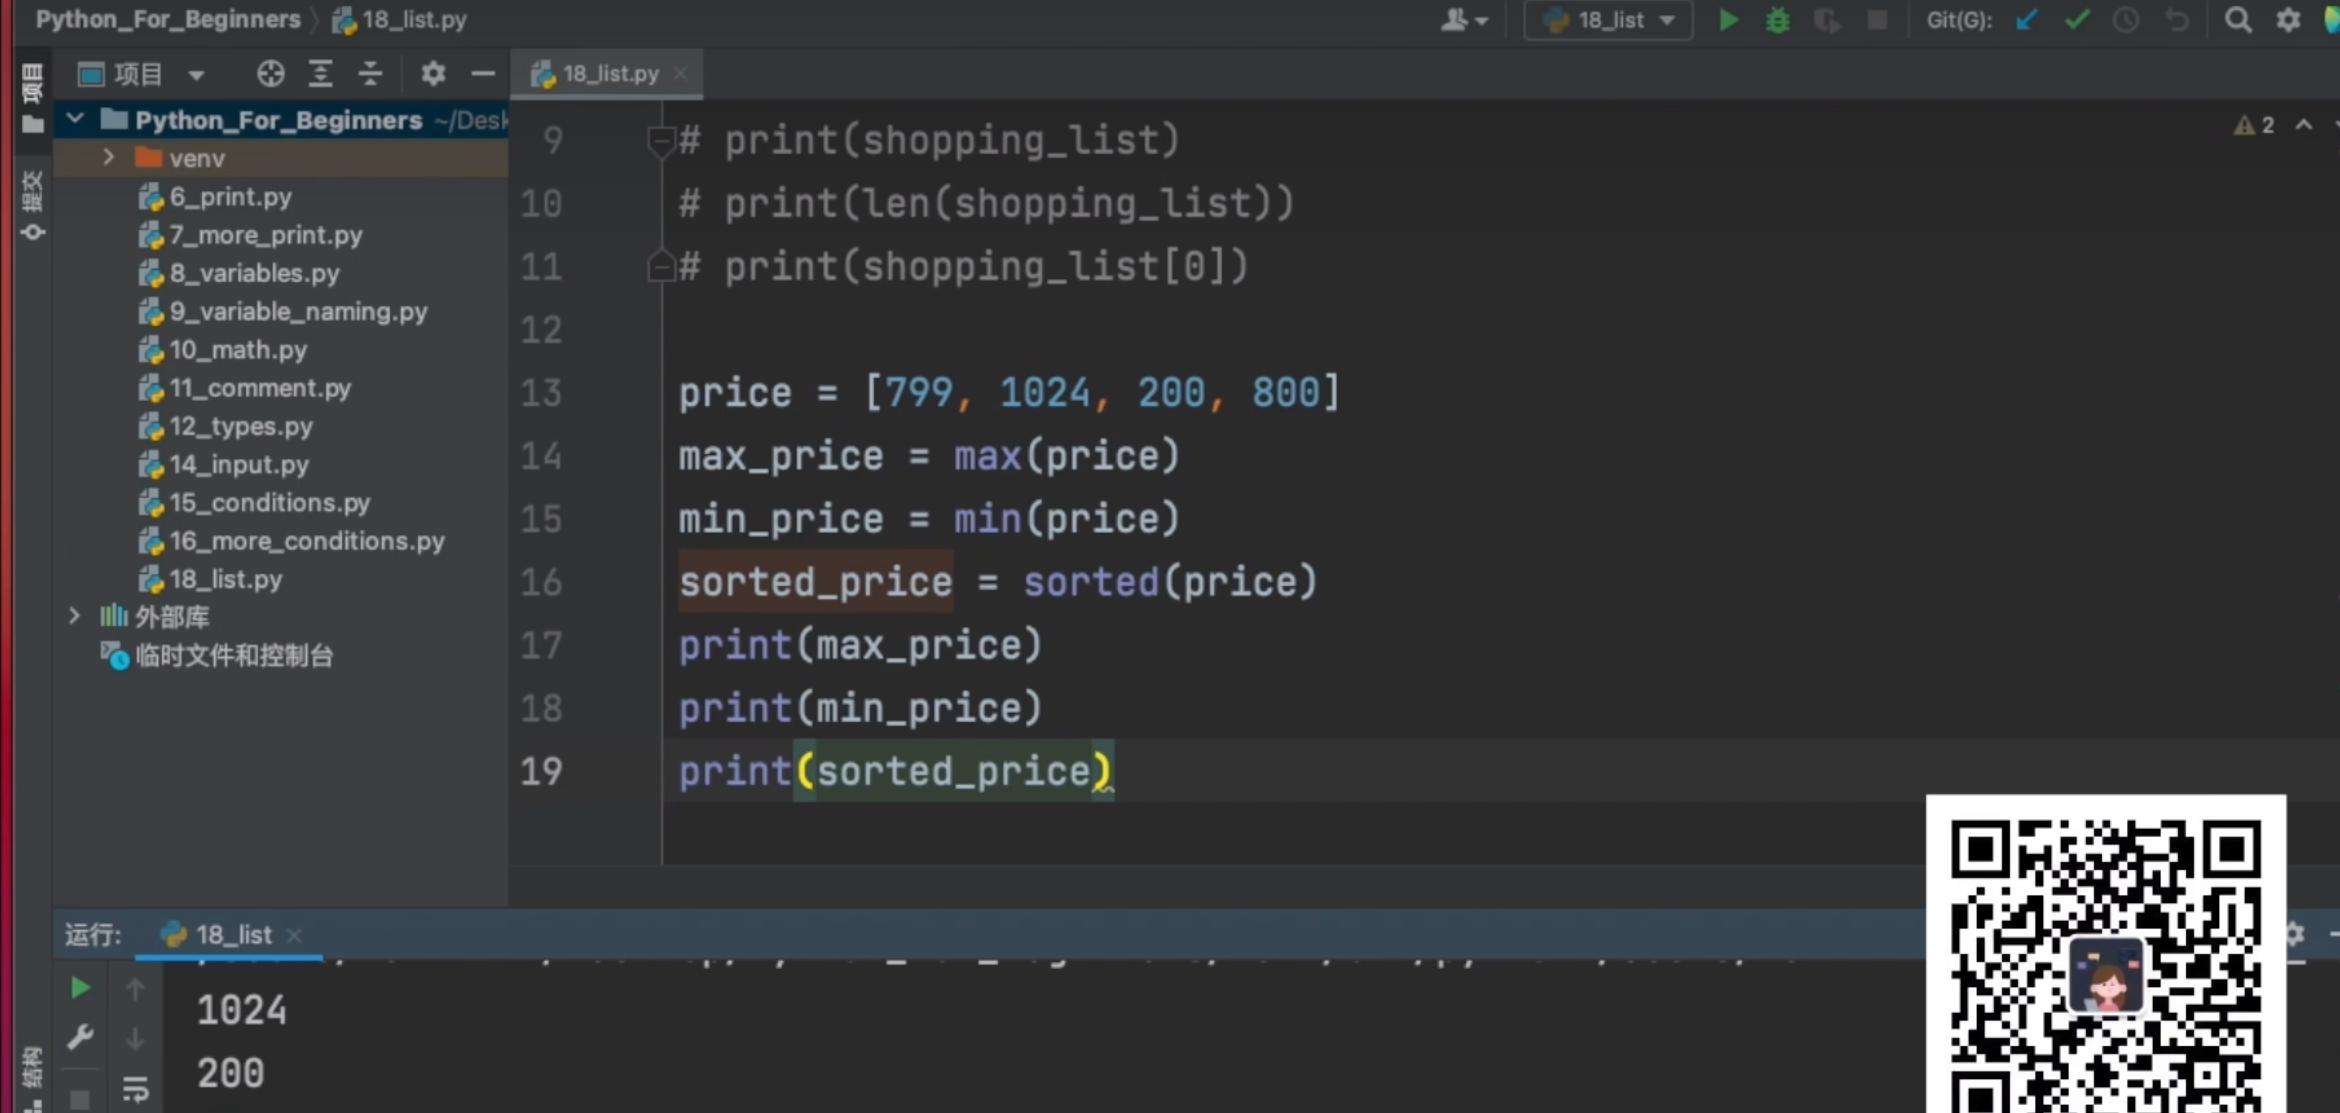 Python_For_Beginners 18_list.py
18_list
Git(G):
项目
18_list.py
项目
提交
结构
Python_For_Beginners ~/Desk
venv
6_print.py
7_more_print.py
8_variables.py
9_variable_naming.py
10_math.py
11_comment.py
12_types.py
14_input.py
15_conditions.py
16_more_conditions.py
18_list.py
外部库
临时文件和控制台
2
9 # print(shopping_list)
10 # print(len(shopping_list))
11 # print(shopping_list[0])
12
13 price = [799, 1024, 200, 800]
14 max_price = max(price)
15 min_price = min(price)
16 sorted_price = sorted(price)
17 print(max_price)
18 print(min_price)
19 print(sorted_price)
运行: 18_list
1024
200